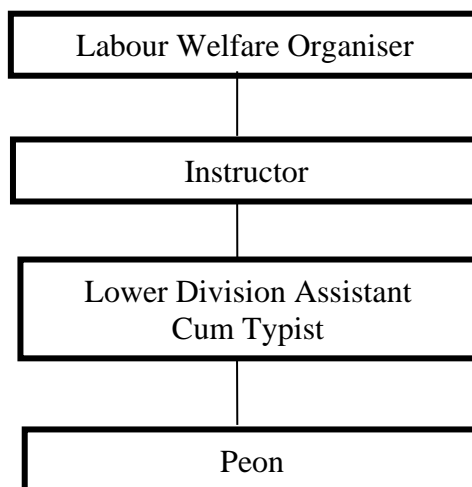 Labour Welfare Organiser
Instructor
Lower Division Assistant
Cum Typist
Peon